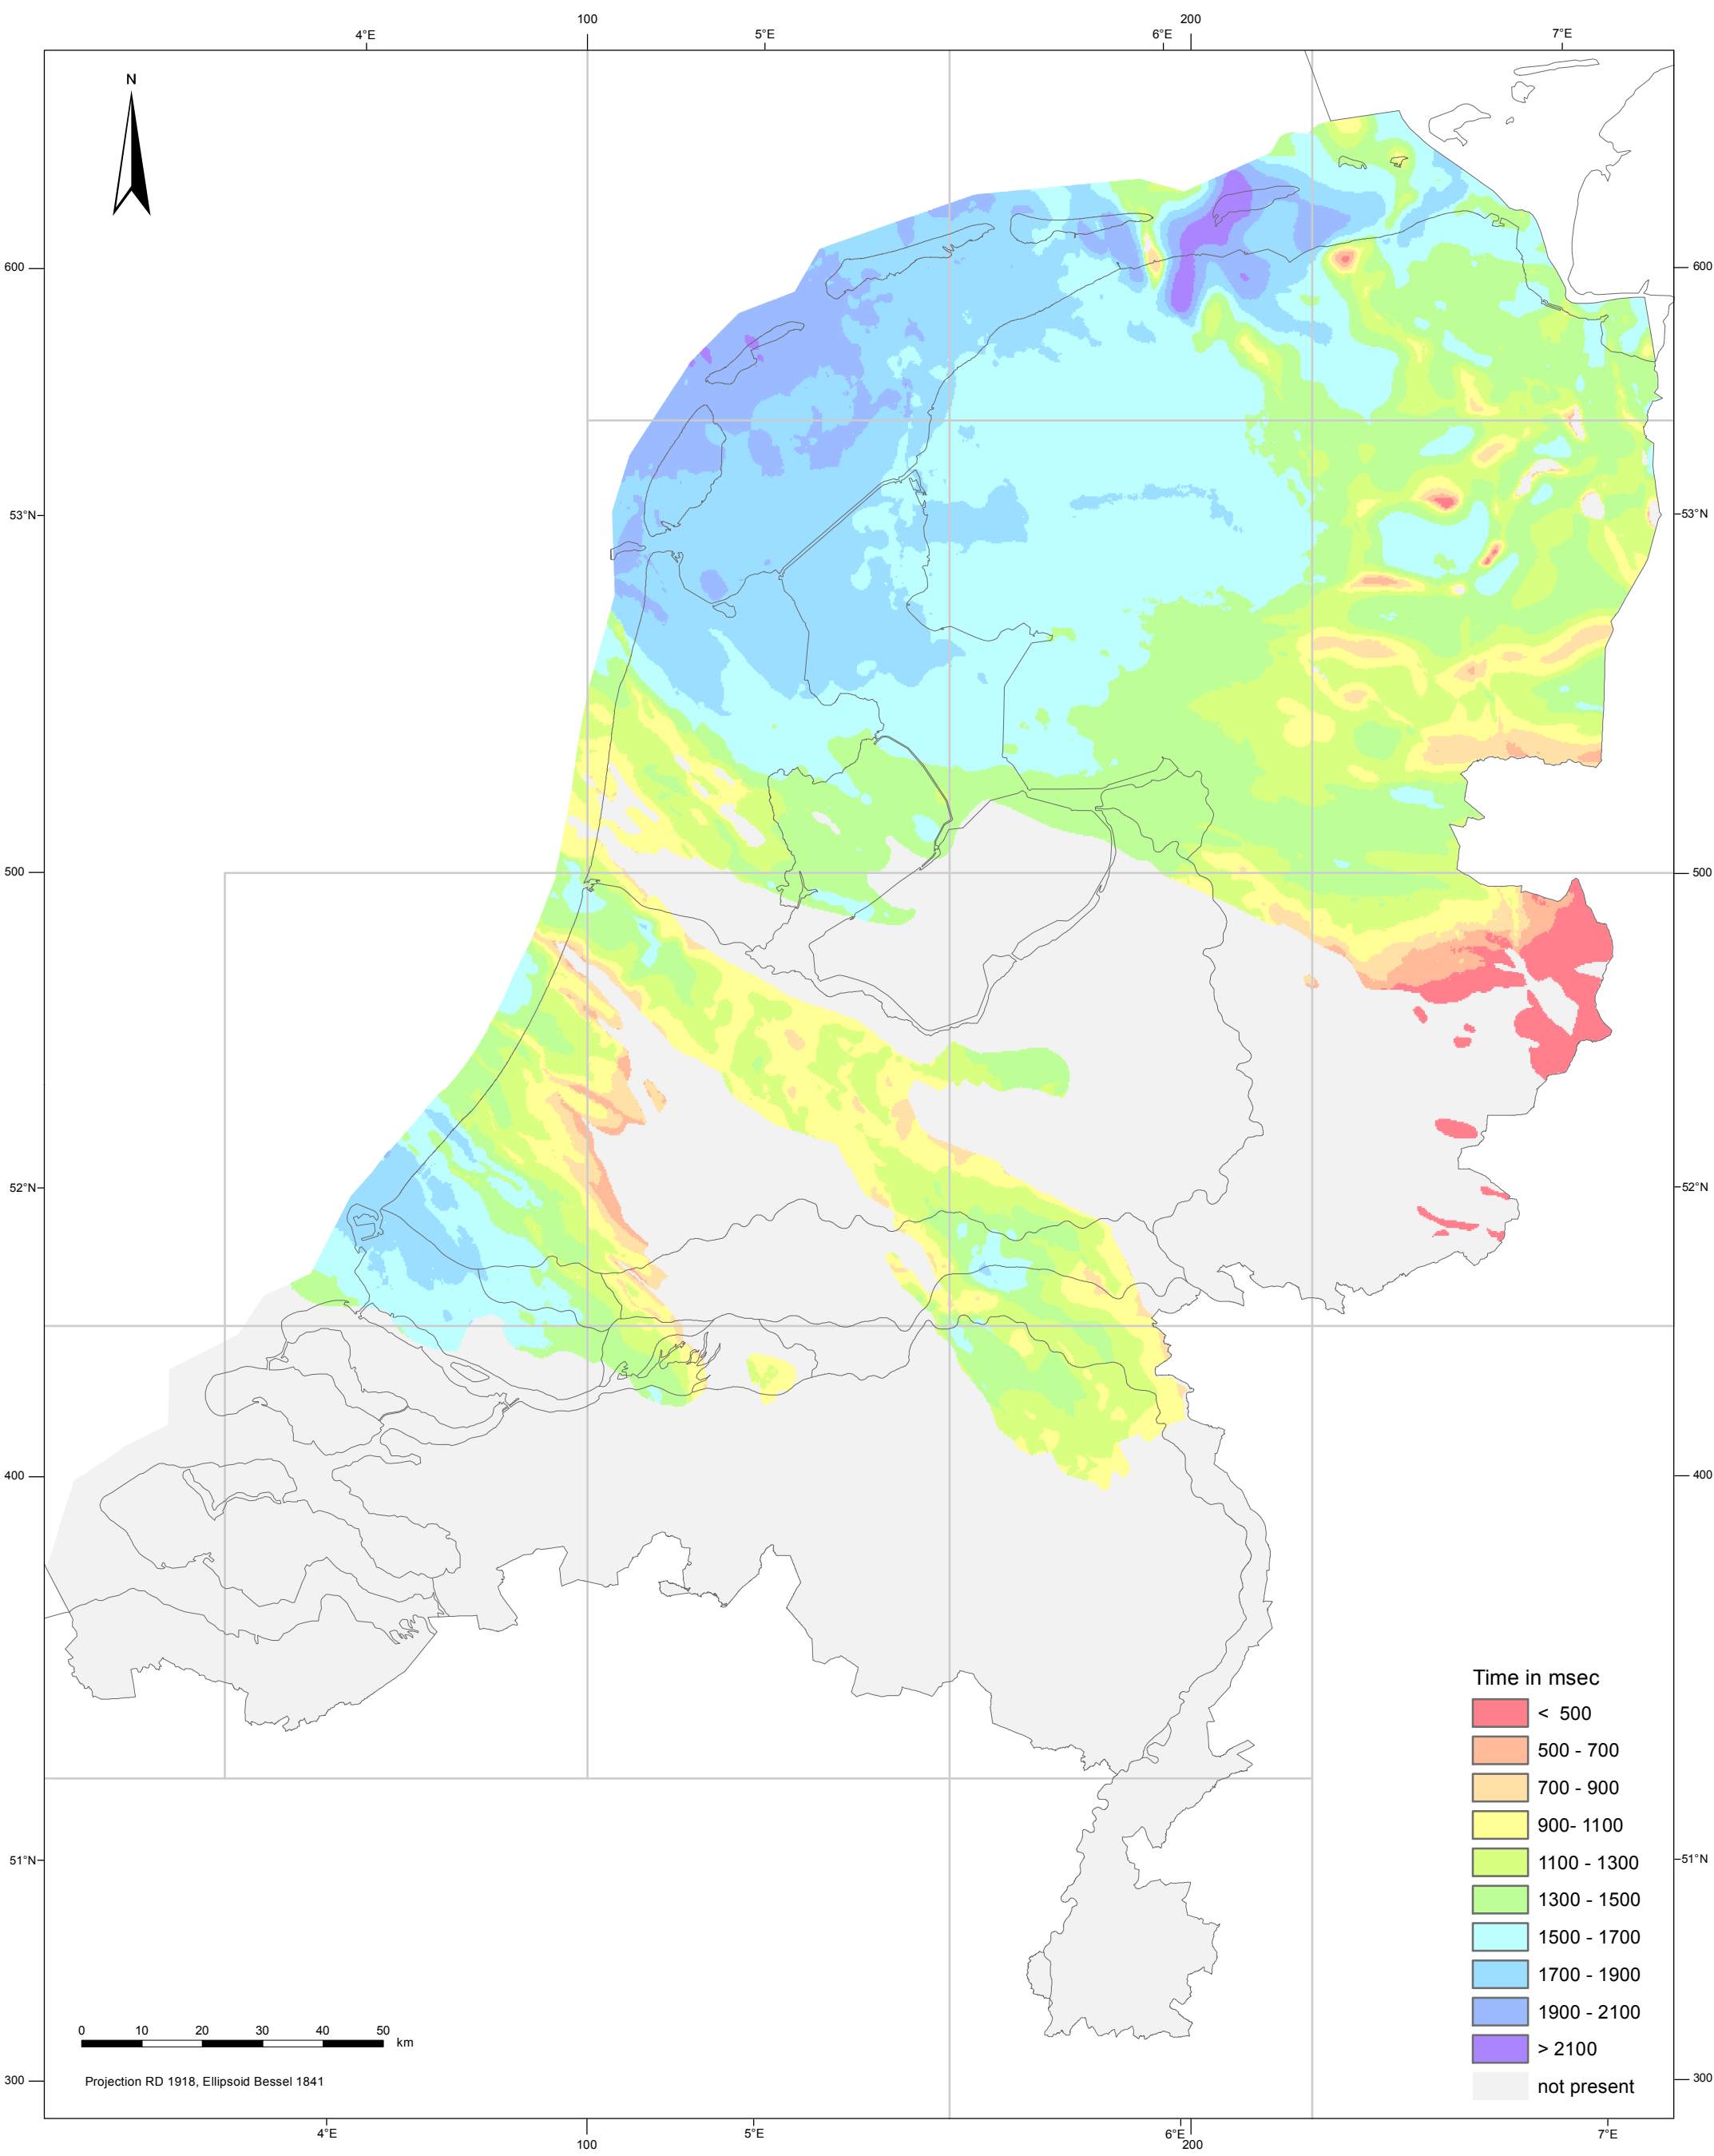 100 200
4°E 5°E 6°E 7°E
N
600 600
53°N 53°N
500 500
52°N 52°N
400 400
51°N 51°N
300 300
Time in msec
< 500
500 - 700
700 - 900
900- 1100
1100 - 1300
1300 - 1500
1500 - 1700
1700 - 1900
1900 - 2100
> 2100
not present
0 10 20 30 40 50 km
Projection RD 1918, Ellipsoid Bessel 1841
4°E 5°E 6°E 7°E
100 200